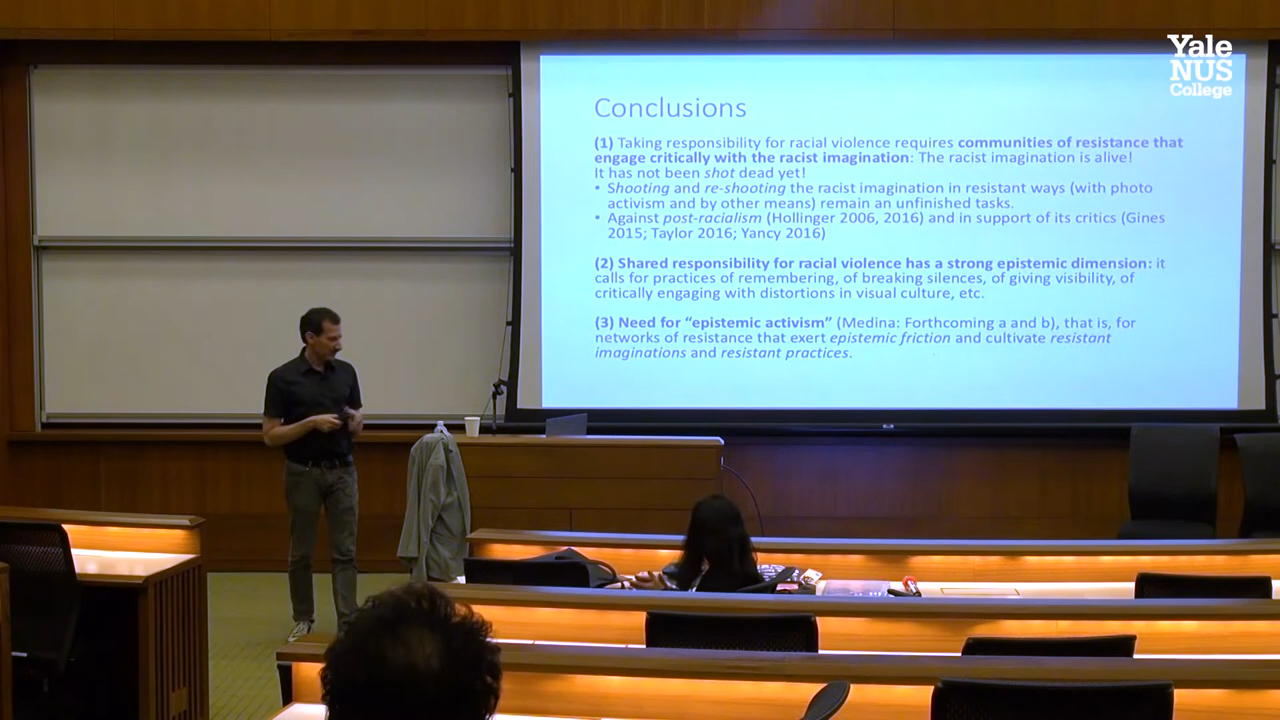 Yale
NUS
College
Conclusions
(1) Taking responsibility for racial violence requires communities of resistance that
engage critically with the racist imagination: The racist imagination is alive!
It has not been shot dead yet!
• Shooting and re-shooting the racist imagination in resistant ways (with photo
activism and by other means) remain an unfinished tasks.
• Against post-racialism (Hollinger 2006, 2016) and in support of its critics (Gines
2015; Taylor 2016; Yancy 2016)
(2) Shared responsibility for racial violence has a strong epistemic dimension: it
calls for practices of remembering, of breaking silences, of giving visibility, of
critically engaging with distortions in visual culture, etc.
(3) Need for “epistemic activism” (Medina: Forthcoming a and b), that is, for
networks of resistance that exert epistemic friction and cultivate resistant
imaginations and resistant practices.